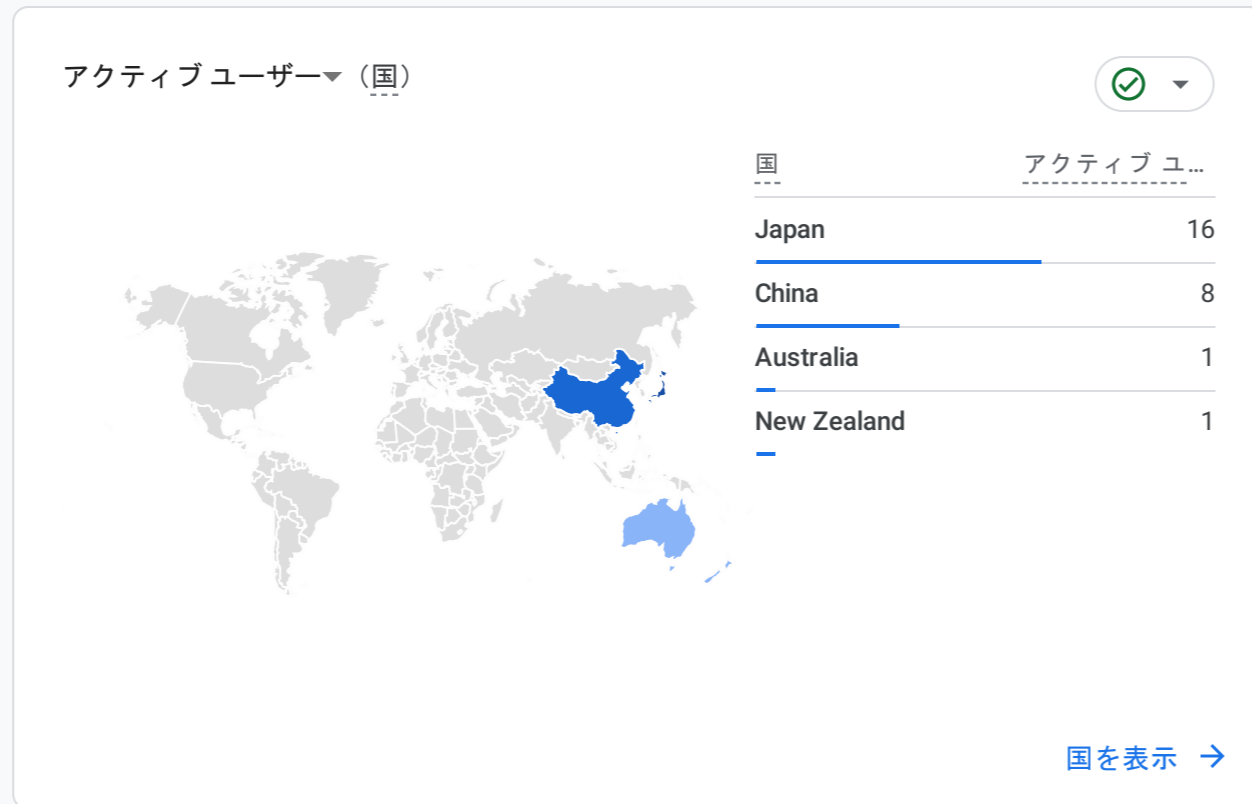 アクティブ ユーザー（国）
国 アクティブ ユ...
Japan 16
China 8
Australia 1
New Zealand 1
国を表示